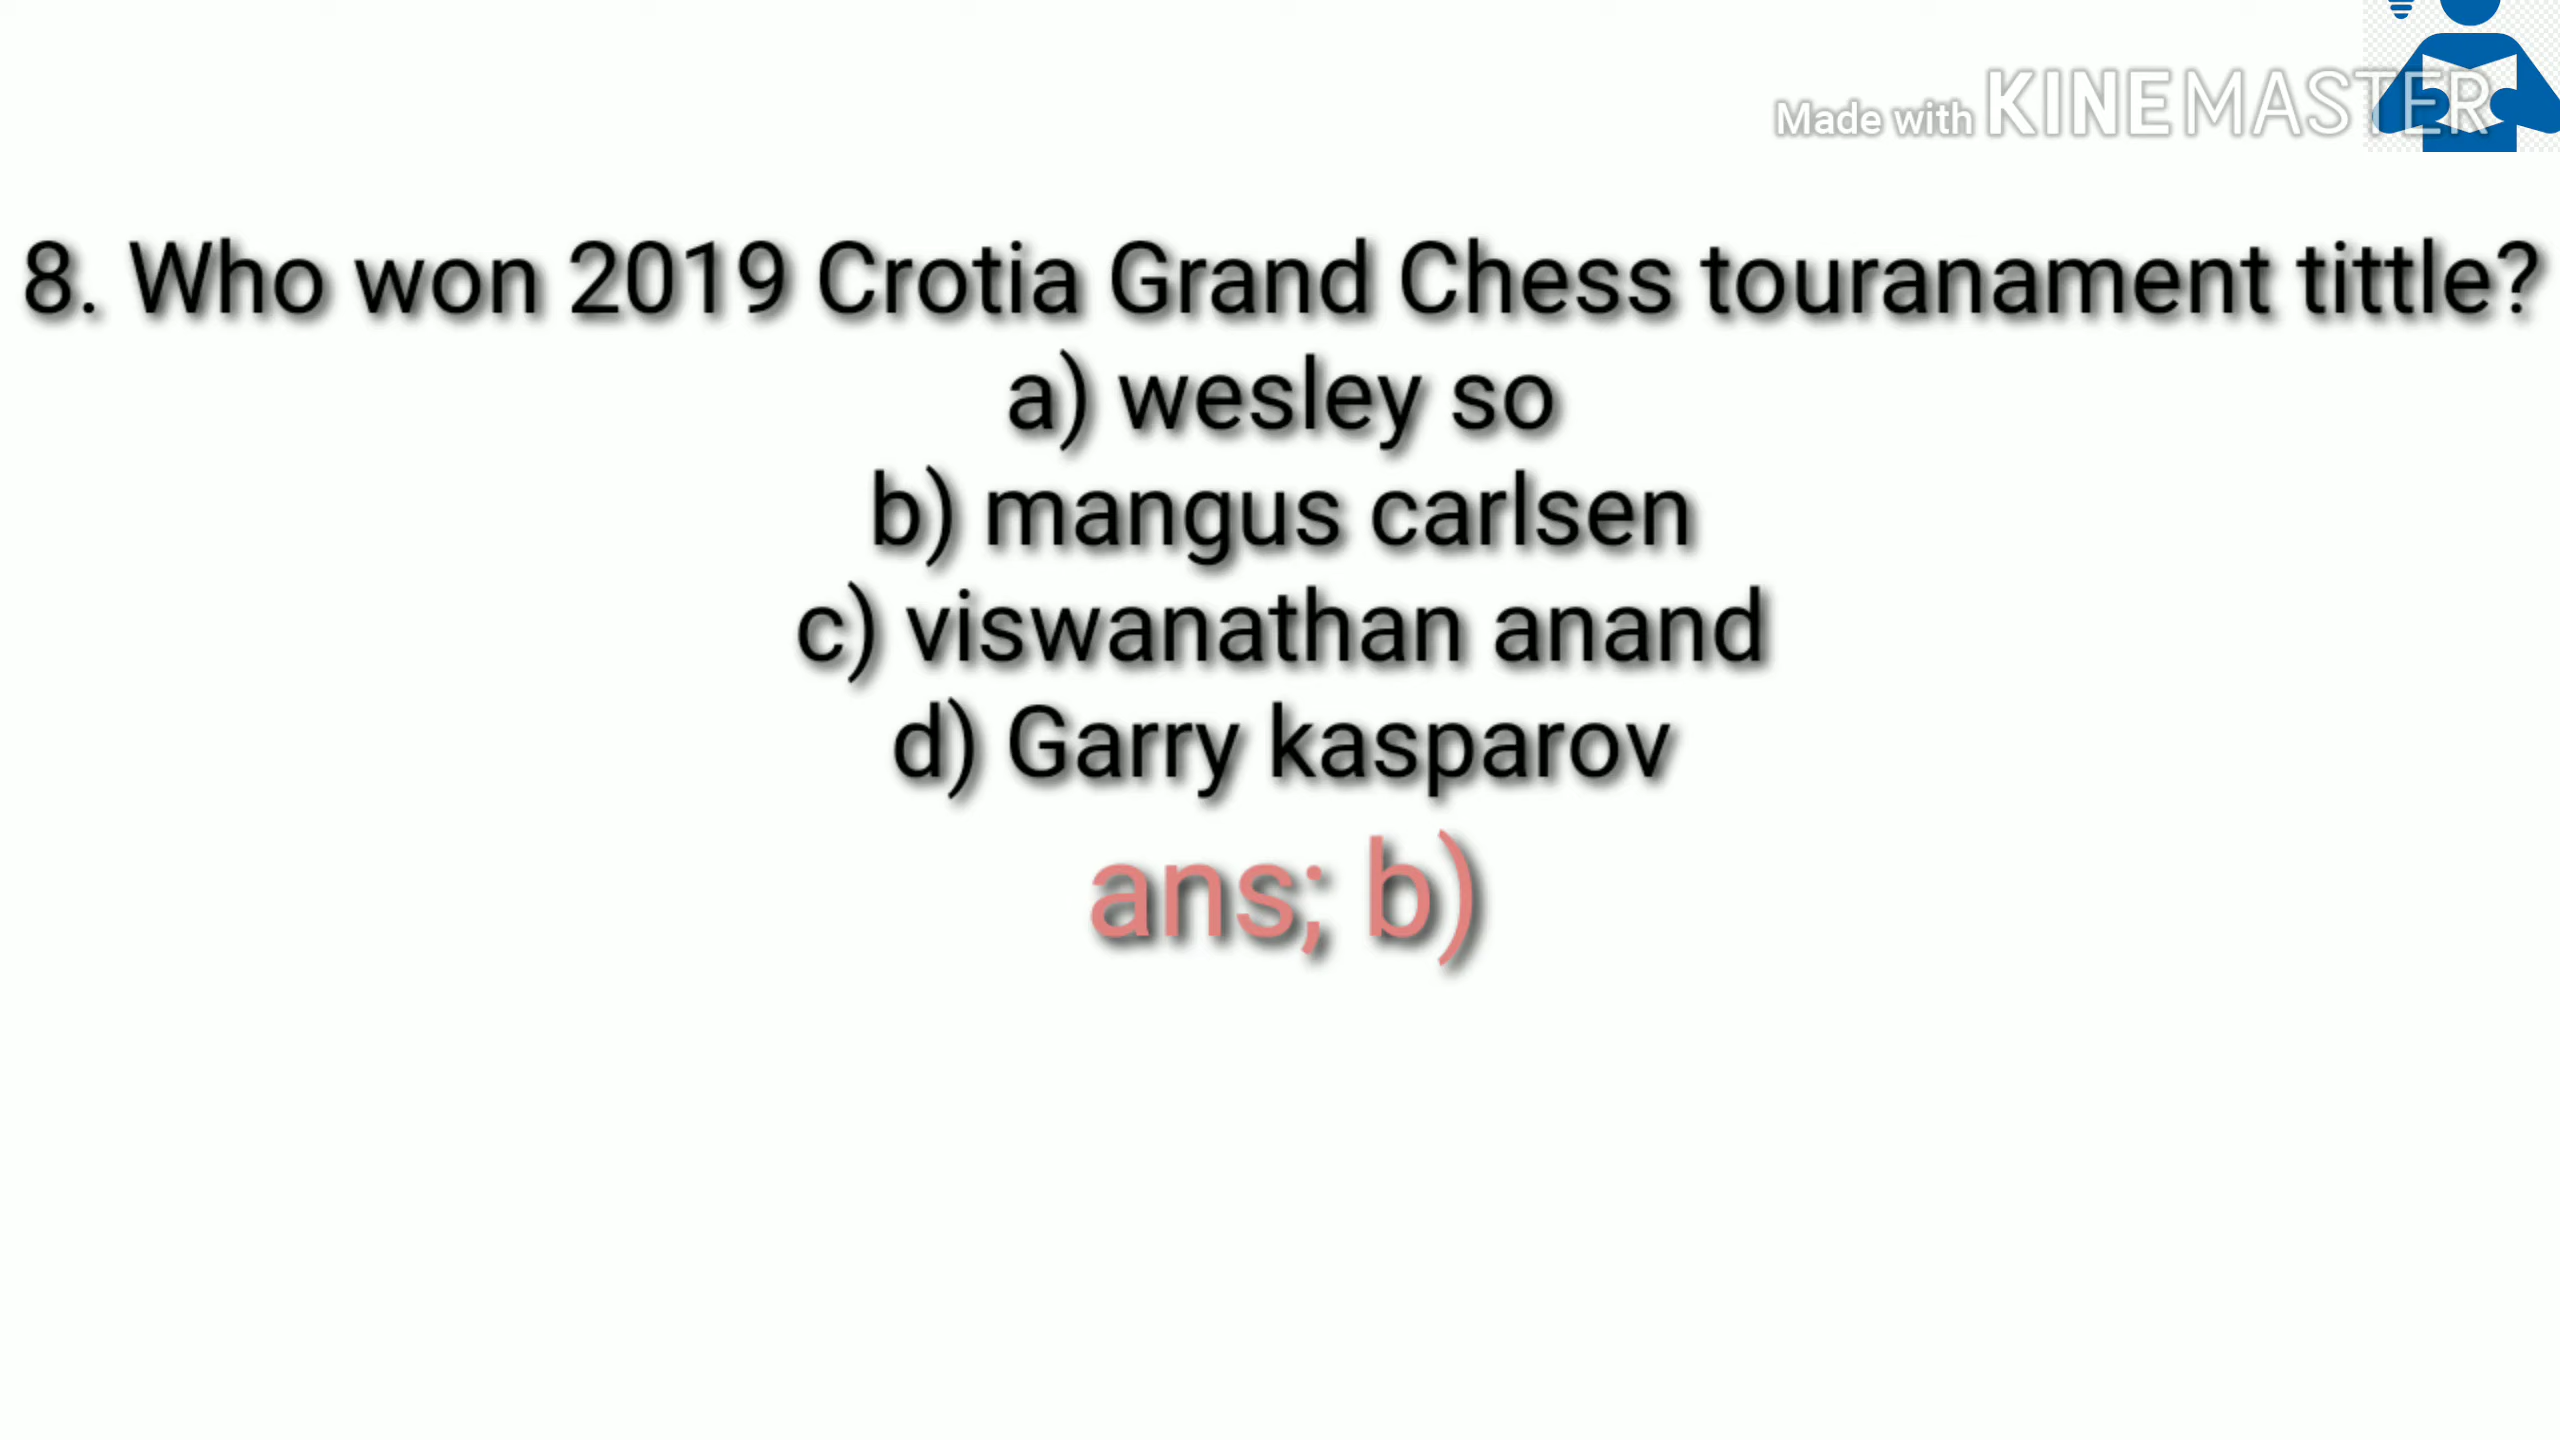 Made with KINEMASTER
8. Who won 2019 Crotia Grand Chess touranament tittle?
a) wesley so
b) mangus carlsen
c) viswanathan anand
d) Garry kasparov
ans; b)